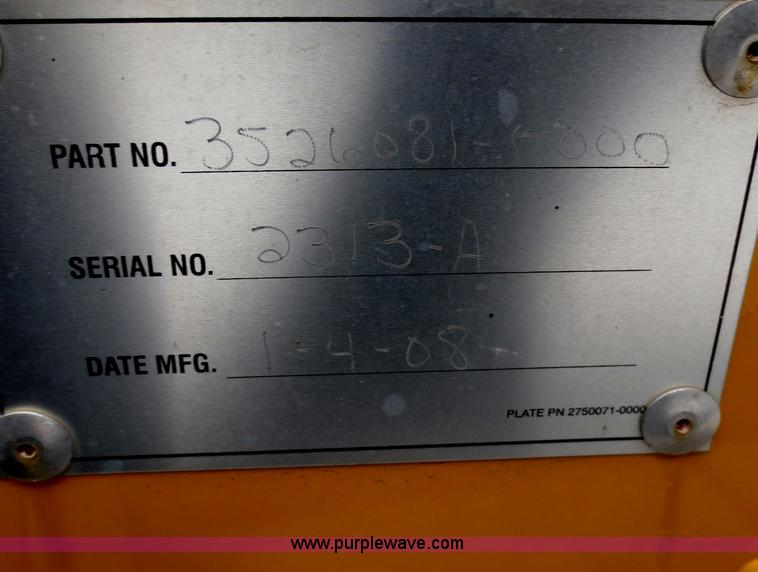 PART NO. 3526081-0000
SERIAL NO. 2313-A
DATE MFG. 1-4-08
PLATE PN 2750071-0000
www.purplewave.com